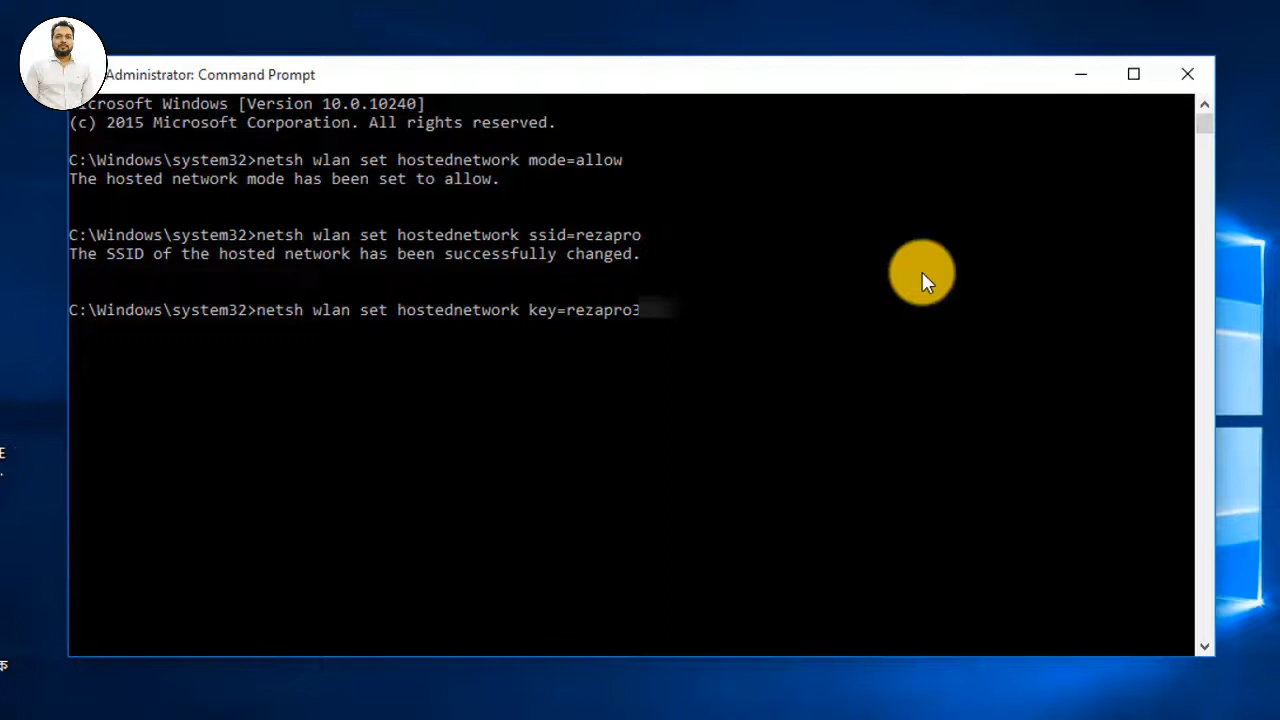 Administrator: Command Prompt
icrosoft Windows [Version 10.0.10240]
(c) 2015 Microsoft Corporation. All rights reserved.
C:\Windows\system32>netsh wlan set hostednetwork mode=allow
The hosted network mode has been set to allow.
C:\Windows\system32>netsh wlan set hostednetwork ssid=rezapro
The SSID of the hosted network has been successfully changed.
C:\Windows\system32>netsh wlan set hostednetwork key=rezapro3
E